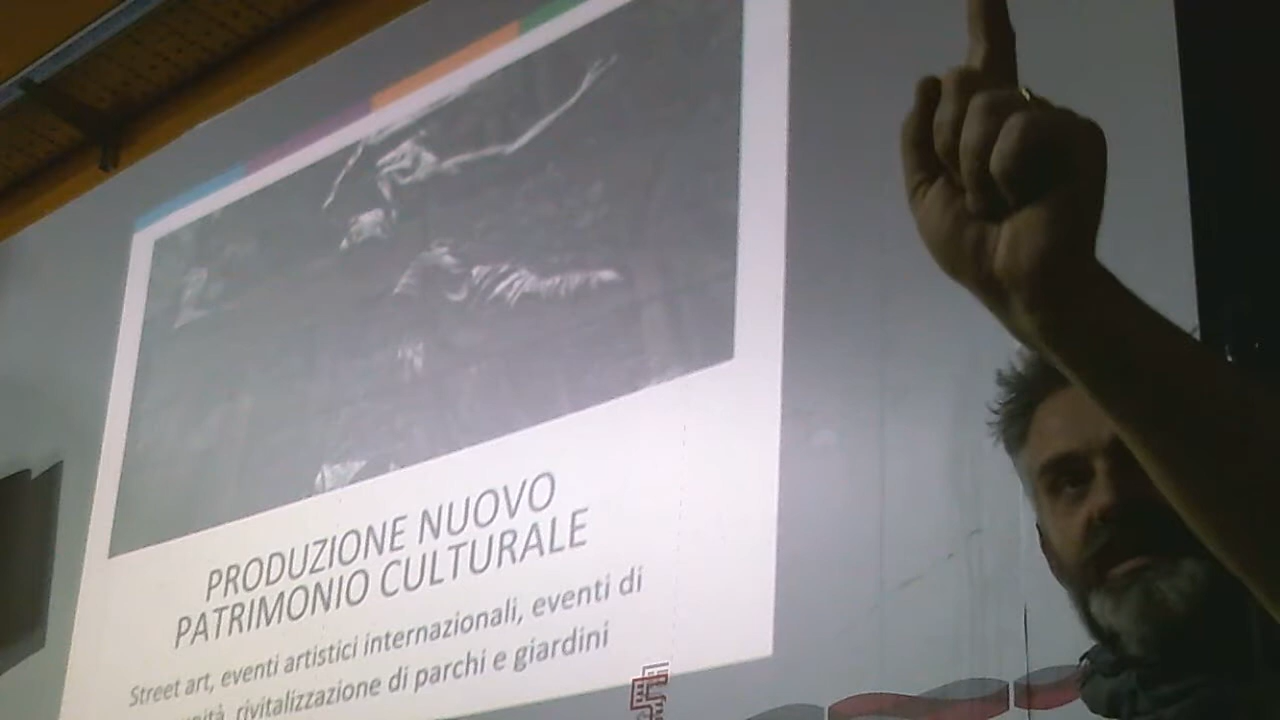 PRODUZIONE NUOVO
PATRIMONIO CULTURALE
Street art, eventi artistici internazionali, eventi di
rivitalizzazione di parchi e giardini